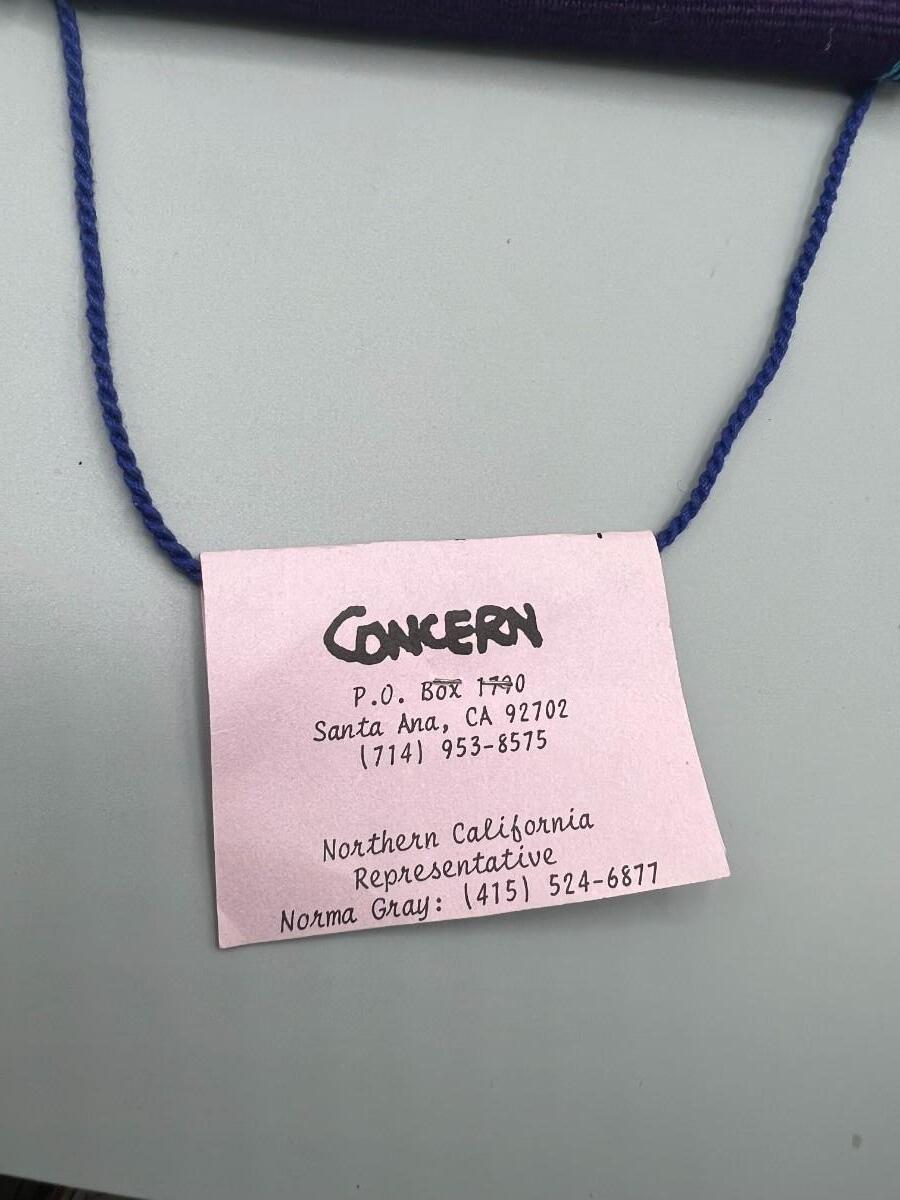 CONCERN
P.O. Box 1790
Santa Ana, CA 92702
(714) 953-8575
Northern California
Representative
Norma Gray: (415) 524-6877